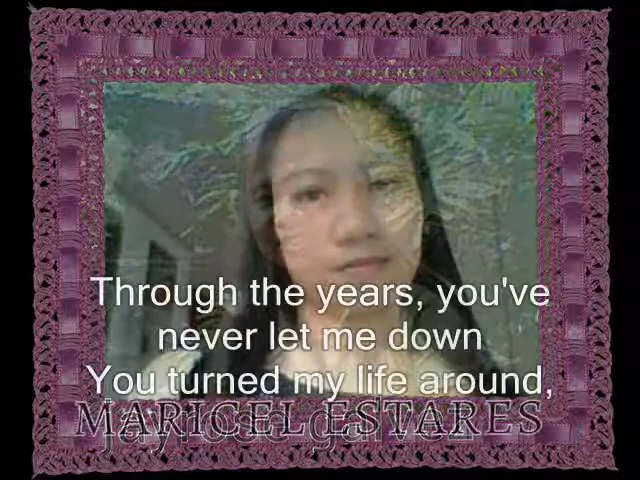 Through the years, you've
never let me down
You turned my life around,
MARICEL ESTARES